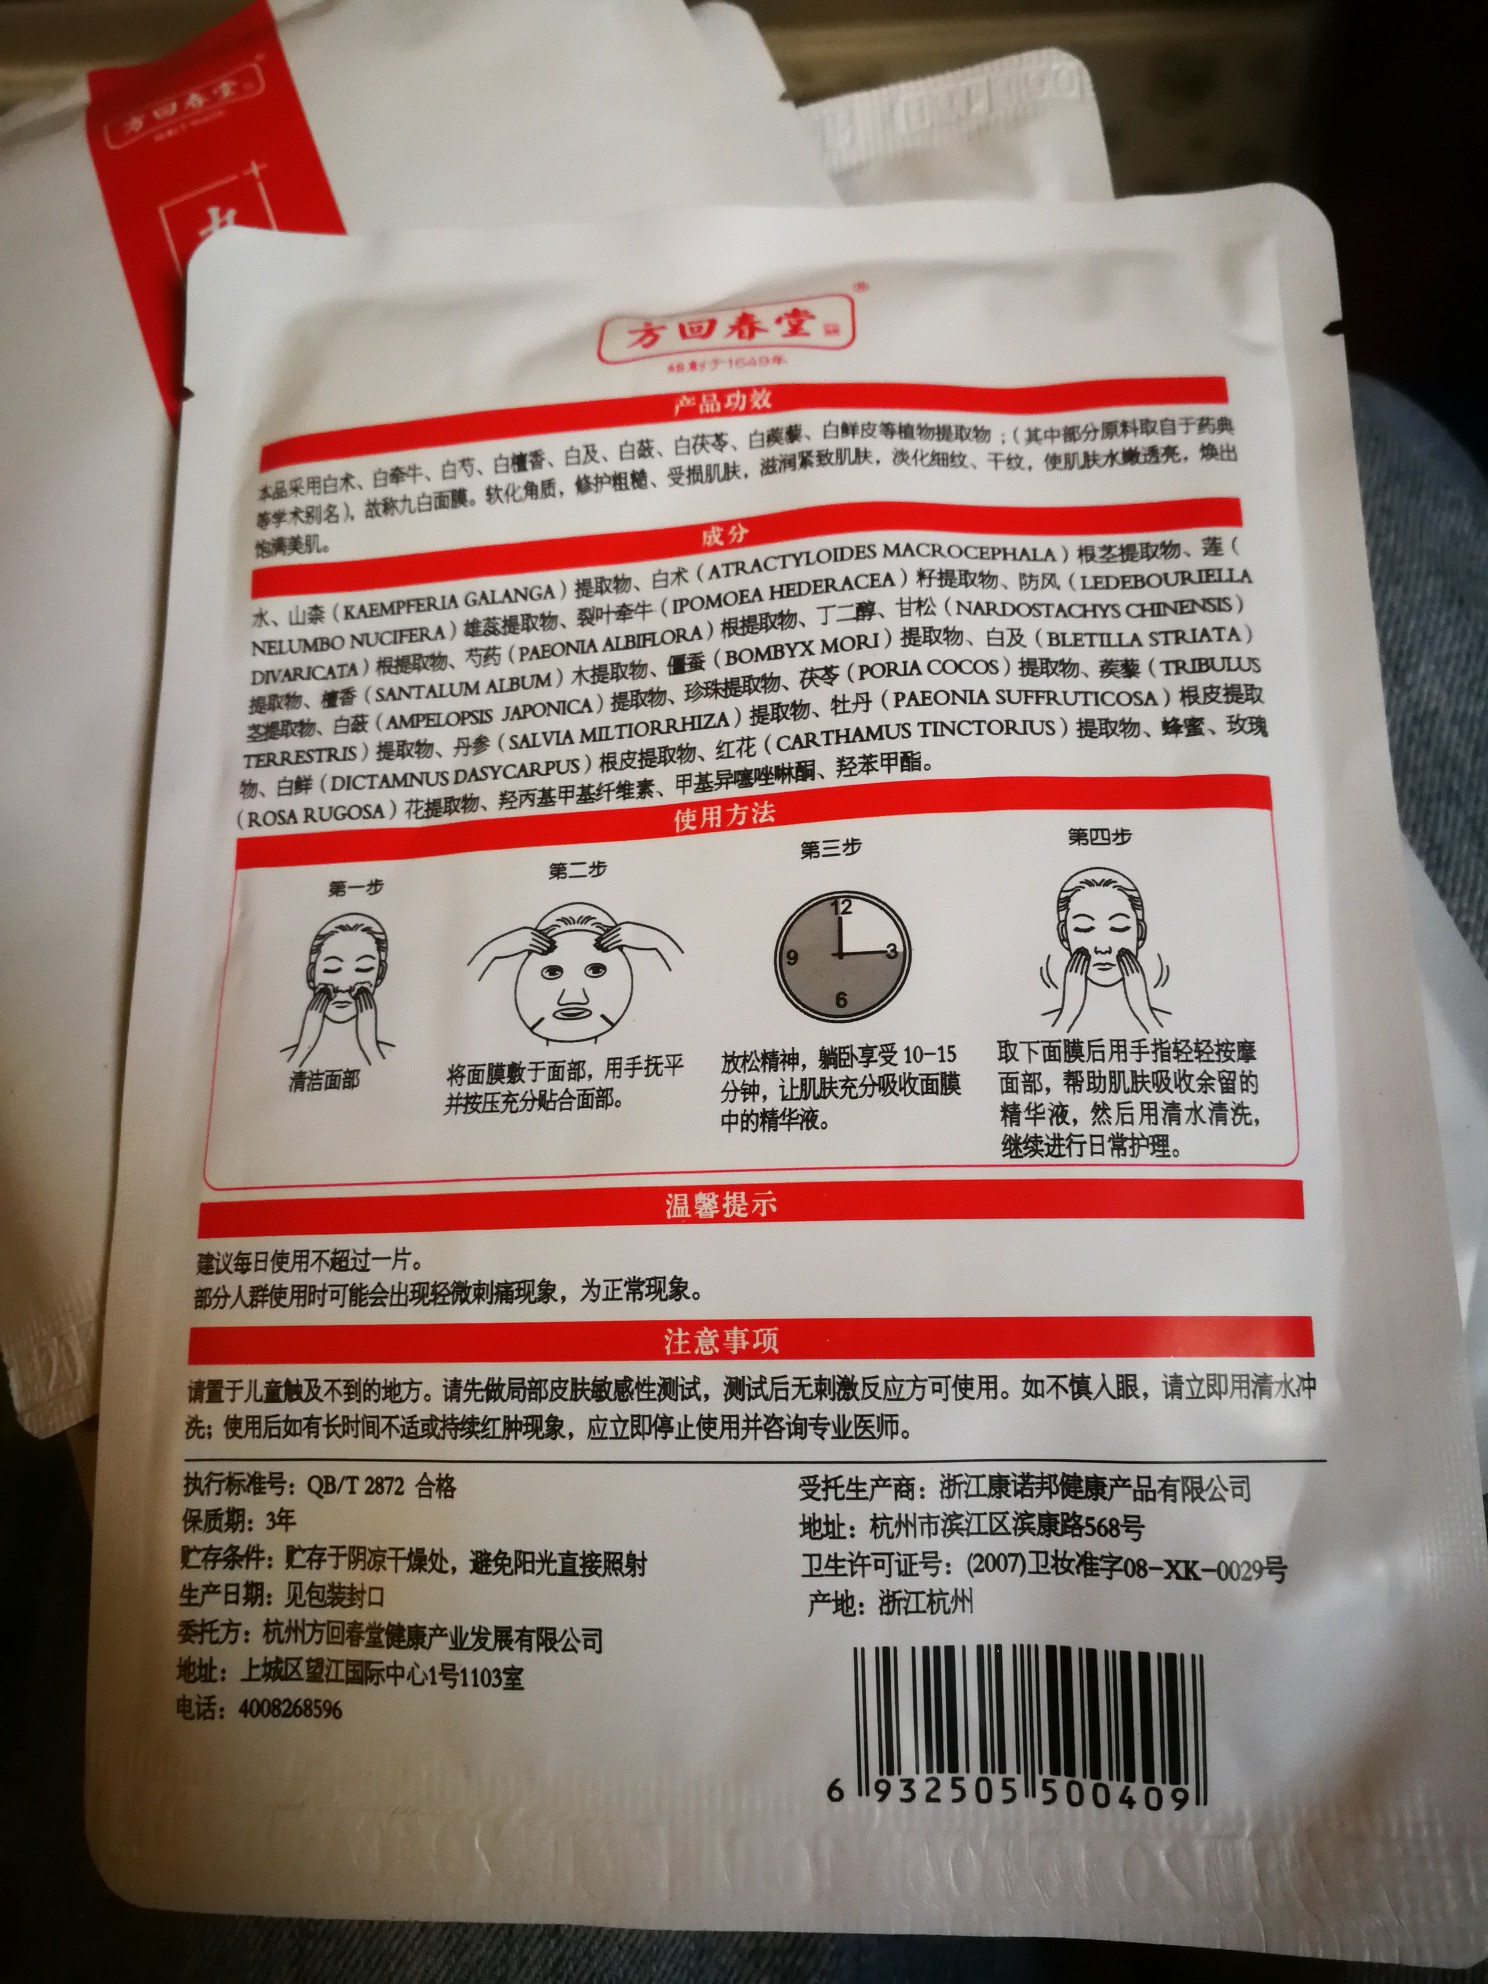 方回春堂
方回春堂®
始创于1649年
产品功效
本品采用白术、白牵牛、白芍、白檀香、白及、白蔹、白茯苓、白蒺藜、白鲜皮等植物提取物；（其中部分原料取自于药典
等学术别名），故称九白面膜。软化角质，修护粗糙、受损肌肤，滋润紧致肌肤，淡化细纹、干纹，使肌肤水嫩透亮，焕出
饱满美肌。
成分
水、山柰（KAEMPFERIA GALANGA）提取物、白术（ATRACTYLOIDES MACROCEPHALA）根茎提取物、莲（
NELUMBO NUCIFERA）雄蕊提取物、裂叶牵牛（IPOMOEA HEDERACEA）籽提取物、防风（LEDEBOURIELLA
DIVARICATA）根提取物、芍药（PAEONIA ALBIFLORA）根提取物、丁二醇、甘松（NARDOSTACHYS CHINENSIS）
提取物、檀香（SANTALUM ALBUM）木提取物、僵蚕（BOMBYX MORI）提取物、白及（BLETILLA STRIATA）
茎提取物、白蔹（AMPELOPSIS JAPONICA）提取物、珍珠提取物、茯苓（PORIA COCOS）提取物、蒺藜（TRIBULUS
TERRESTRIS）提取物、丹参（SALVIA MILTIORRHIZA）提取物、牡丹（PAEONIA SUFFRUTICOSA）根皮提取
物、白鲜（DICTAMNUS DASYCARPUS）根皮提取物、红花（CARTHAMUS TINCTORIUS）提取物、蜂蜜、玫瑰
（ROSA RUGOSA）花提取物、羟丙基甲基纤维素、甲基异噻唑啉酮、羟苯甲酯。
使用方法
第一步
第二步
第三步
第四步
12
3
6
9
清洁面部
将面膜敷于面部，用手抚平
并按压充分贴合面部。
放松精神，躺卧享受 10-15
分钟，让肌肤充分吸收面膜
中的精华液。
取下面膜后用手指轻轻按摩
面部，帮助肌肤吸收余留的
精华液，然后用清水清洗，
继续进行日常护理。
温馨提示
建议每日使用不超过一片。
部分人群使用时可能会出现轻微刺痛现象，为正常现象。
注意事项
请置于儿童触及不到的地方。请先做局部皮肤敏感性测试，测试后无刺激反应方可使用。如不慎入眼，请立即用清水冲
洗；使用后如有长时间不适或持续红肿现象，应立即停止使用并咨询专业医师。
执行标准号：QB/T 2872 合格
保质期：3年
贮存条件：贮存于阴凉干燥处，避免阳光直接照射
生产日期：见包装封口
委托方：杭州方回春堂健康产业发展有限公司
地址：上城区望江国际中心1号1103室
电话：4008268596
受托生产商：浙江康诺邦健康产品有限公司
地址：杭州市滨江区滨康路568号
卫生许可证号：(2007)卫妆准字08-XK-0029号
产地：浙江杭州
6 932505 500409